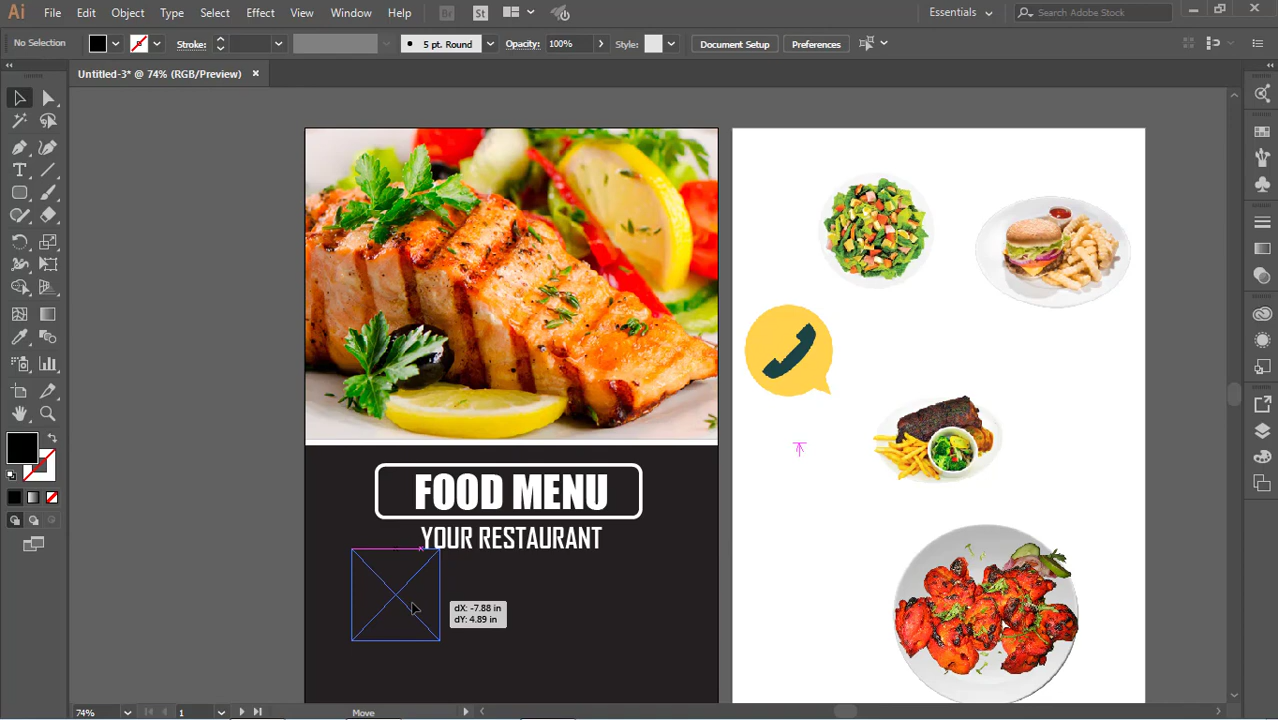 Ai File Edit Object Type Select Effect View Window Help Br St Essentials Search Adobe Stock
No Selection Stroke: 5 pt. Round Opacity: 100% Style: Document Setup Preferences
Untitled-3* @ 74% (RGB/Preview)
FOOD MENU
YOUR RESTAURANT
dX: -7.88 in
dY: 4.89 in
74% 1 Move